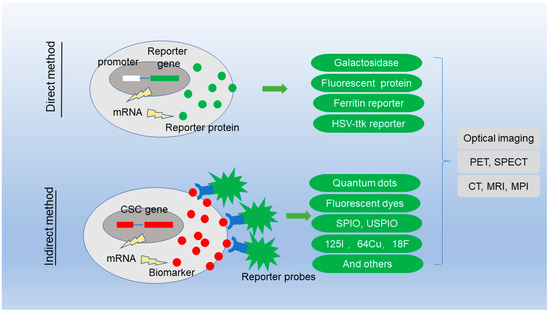 Direct method
promoter
Reporter
gene
mRNA
Reporter protein
Galactosidase
Fluorescent protein
Ferritin reporter
HSV-ttk reporter
Optical imaging
PET, SPECT
CT, MRI, MPI
Indirect method
CSC gene
mRNA
Biomarker
Reporter probes
Quantum dots
Fluorescent dyes
SPIO, USPIO
125I 、 64Cu、 18F
And others